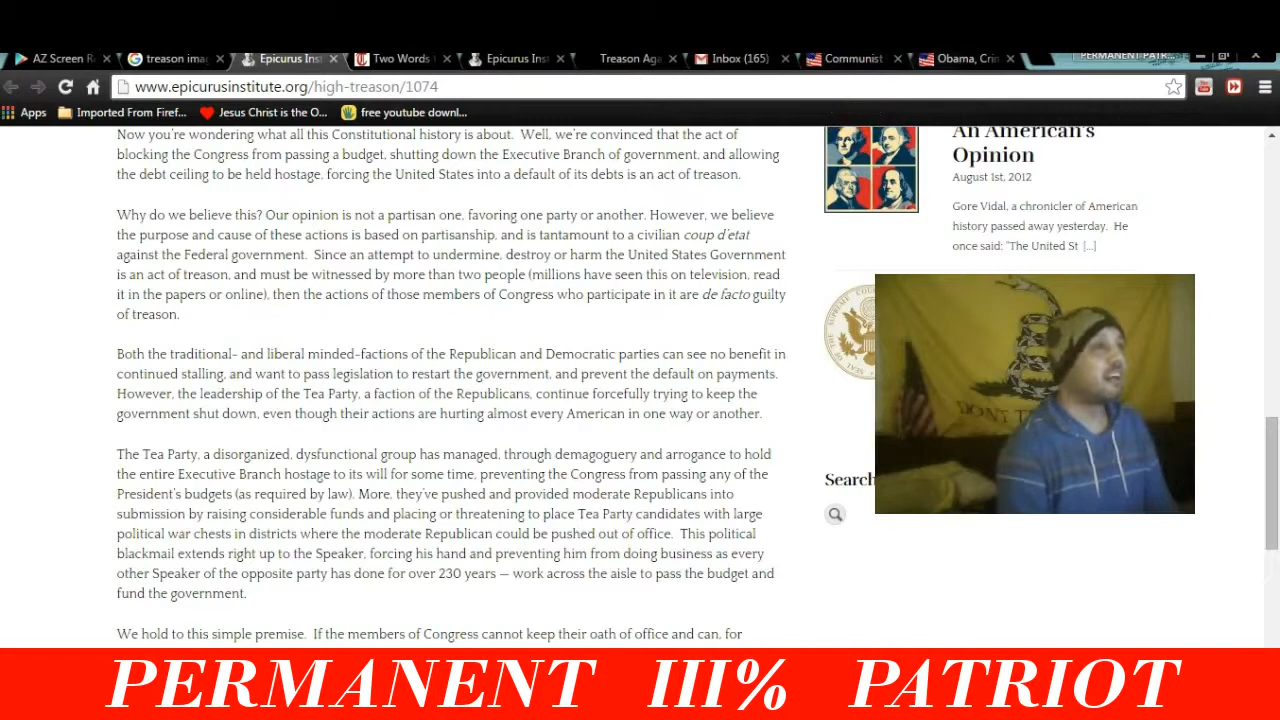 AZ Screen R
treason ima
Epicurus Inst
Two Words
Epicurus Inst
Treason Aga
Inbox (165)
Communist
Obama, Crim
PERMANENT PATR...
www.epicurusinstitute.org/high-treason/1074
Apps
Imported From Firef...
Jesus Christ is the O...
free youtube downl...
Now you're wondering what all this Constitutional history is about. Well, we're convinced that the act of
blocking the Congress from passing a budget, shutting down the Executive Branch of government, and allowing
the debt ceiling to be held hostage, forcing the United States into a default of its debts is an act of treason.
Why do we believe this? Our opinion is not a partisan one, favoring one party or another. However, we believe
the purpose and cause of these actions is based on partisanship, and is tantamount to a civilian coup d'etat
against the Federal government. Since an attempt to undermine, destroy or harm the United States Government
is an act of treason, and must be witnessed by more than two people (millions have seen this on television, read
it in the papers or online), then the actions of those members of Congress who participate in it are de facto guilty
of treason.
Both the traditional- and liberal minded-factions of the Republican and Democratic parties can see no benefit in
continued stalling, and want to pass legislation to restart the government, and prevent the default on payments.
However, the leadership of the Tea Party, a faction of the Republicans, continue forcefully trying to keep the
government shut down, even though their actions are hurting almost every American in one way or another.
The Tea Party, a disorganized, dysfunctional group has managed, through demagoguery and arrogance to hold
the entire Executive Branch hostage to its will for some time, preventing the Congress from passing any of the
President's budgets (as required by law). More, they've pushed and provided moderate Republicans into
submission by raising considerable funds and placing or threatening to place Tea Party candidates with large
political war chests in districts where the moderate Republican could be pushed out of office. This political
blackmail extends right up to the Speaker, forcing his hand and preventing him from doing business as every
other Speaker of the opposite party has done for over 230 years — work across the aisle to pass the budget and
fund the government.
We hold to this simple premise. If the members of Congress cannot keep their oath of office and can, for
An American's
Opinion
August 1st, 2012
Gore Vidal, a chronicler of American
history passed away yesterday. He
once said: "The United St [...]
DONT T
Search
PERMANENT III% PATRIOT